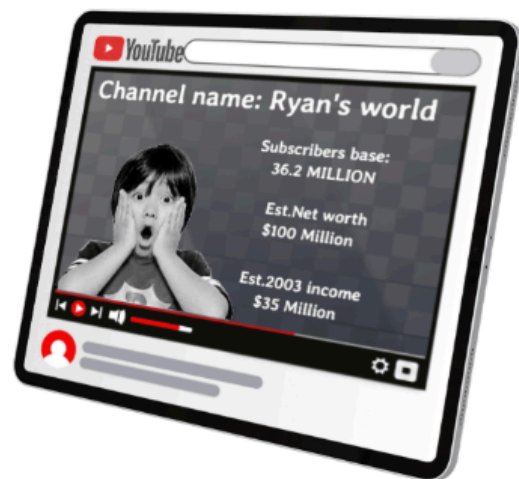 YouTube
Channel name: Ryan's world
Subscribers base:
36.2 MILLION
Est.Net worth
$100 Million
Est.2003 income
$35 Million